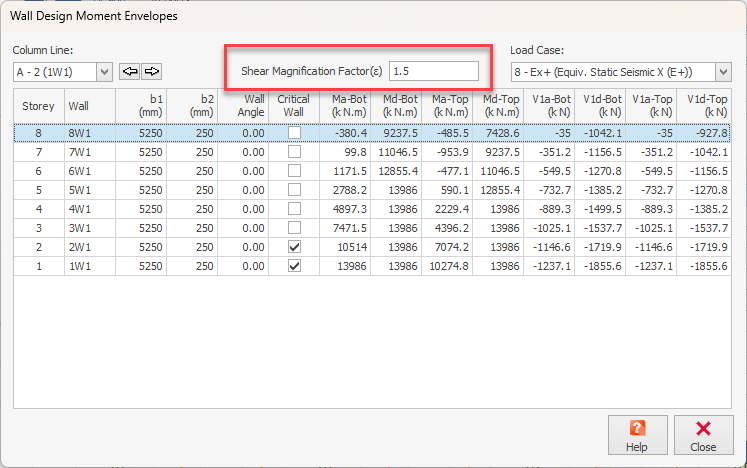 Wall Design Moment Envelopes
Column Line:
A - 2 (1W1)
Shear Magnification Factor(ε) 1.5
Load Case:
8 - Ex+ (Equiv. Static Seismic X (E+))
Storey Wall b1 (mm) b2 (mm) Wall Angle Critical Wall Ma-Bot (k N.m) Md-Bot (k N.m) Ma-Top (k N.m) Md-Top (k N.m) V1a-Bot (k N) V1d-Bot (k N) V1a-Top (k N) V1d-Top (k N)
8 8W1 5250 250 0.00 -380.4 9237.5 -485.5 7428.6 -35 -1042.1 -35 -927.8
7 7W1 5250 250 0.00 99.8 11046.5 -953.9 9237.5 -351.2 -1156.5 -351.2 -1042.1
6 6W1 5250 250 0.00 1171.5 12855.4 -477.1 11046.5 -549.5 -1270.8 -549.5 -1156.5
5 5W1 5250 250 0.00 2788.2 13986 590.1 12855.4 -732.7 -1385.2 -732.7 -1270.8
4 4W1 5250 250 0.00 4897.3 13986 2229.4 13986 -889.3 -1499.5 -889.3 -1385.2
3 3W1 5250 250 0.00 7471.5 13986 4396.2 13986 -1025.1 -1537.7 -1025.1 -1537.7
2 2W1 5250 250 0.00 10514 13986 7074.2 13986 -1146.6 -1719.9 -1146.6 -1719.9
1 1W1 5250 250 0.00 13986 13986 10274.8 13986 -1237.1 -1855.6 -1237.1 -1855.6
Help
Close